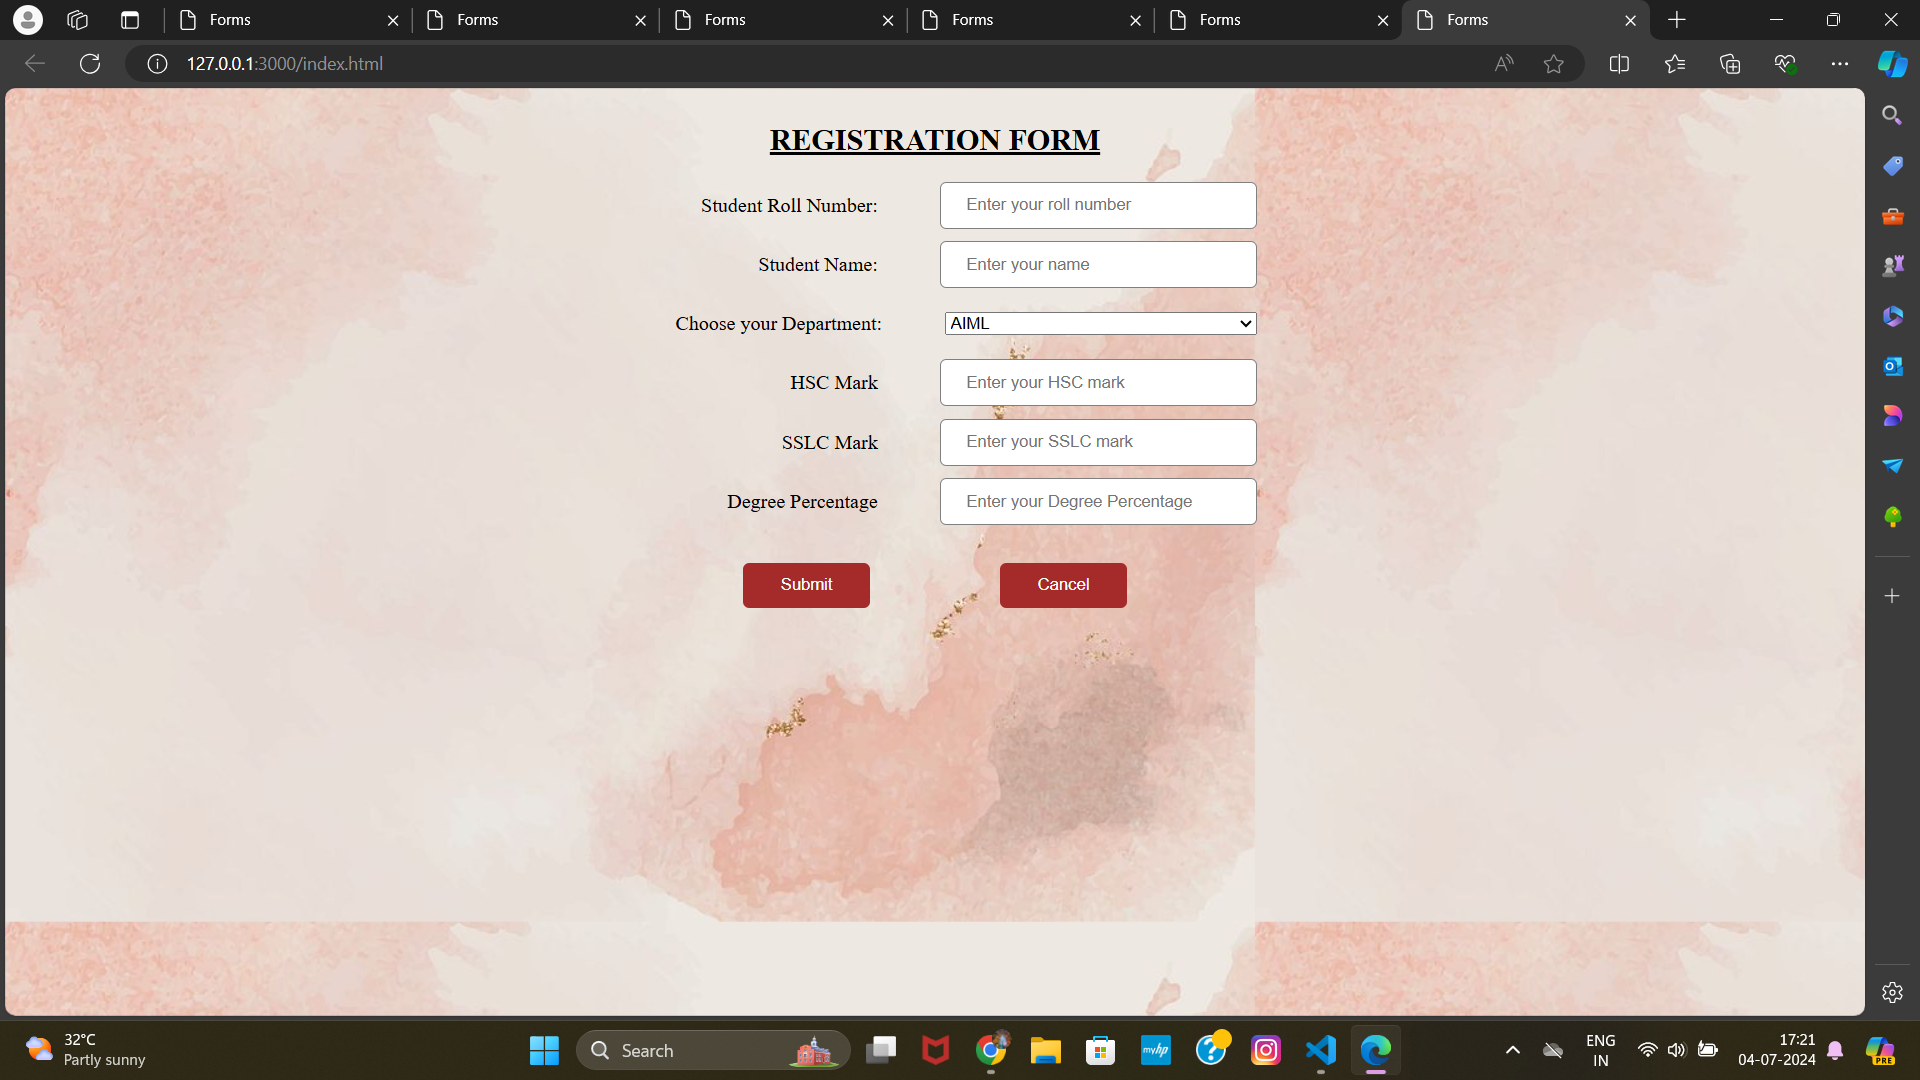 Forms
Forms
Forms
Forms
Forms
Forms
127.0.0.1:3000/index.html
REGISTRATION FORM
Student Roll Number: Enter your roll number
Student Name: Enter your name
Choose your Department: AIML
HSC Mark Enter your HSC mark
SSLC Mark Enter your SSLC mark
Degree Percentage Enter your Degree Percentage
Submit Cancel
32°C
Partly sunny
Search
myhp
ENG
IN
17:21
04-07-2024
PRE